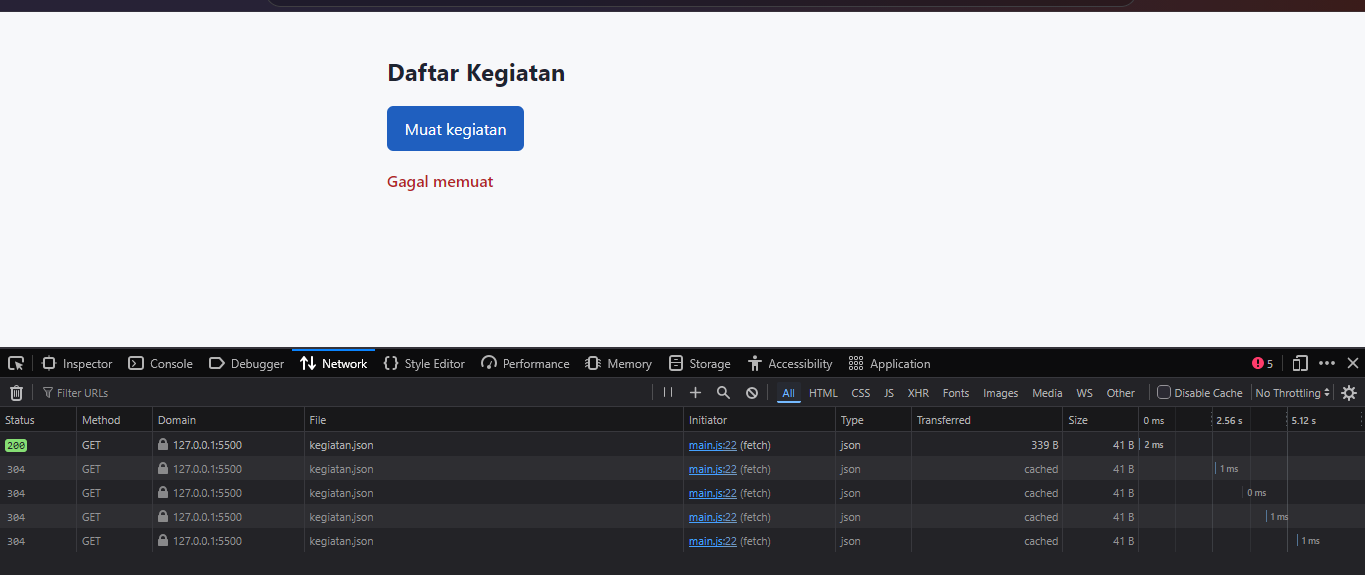 Daftar Kegiatan
Muat kegiatan
Gagal memuat
Inspector Console Debugger Network Style Editor Performance Memory Storage Accessibility Application 5
Filter URLs All HTML CSS JS XHR Fonts Images Media WS Other Disable Cache No Throttling
Status Method Domain File Initiator Type Transferred Size 0 ms 2.56 s 5.12 s
200 GET 127.0.0.1:5500 kegiatan.json main.js:22 (fetch) json 339 B 41 B 2 ms
304 GET 127.0.0.1:5500 kegiatan.json main.js:22 (fetch) json cached 41 B 1 ms
304 GET 127.0.0.1:5500 kegiatan.json main.js:22 (fetch) json cached 41 B 0 ms
304 GET 127.0.0.1:5500 kegiatan.json main.js:22 (fetch) json cached 41 B 1 ms
304 GET 127.0.0.1:5500 kegiatan.json main.js:22 (fetch) json cached 41 B 1 ms